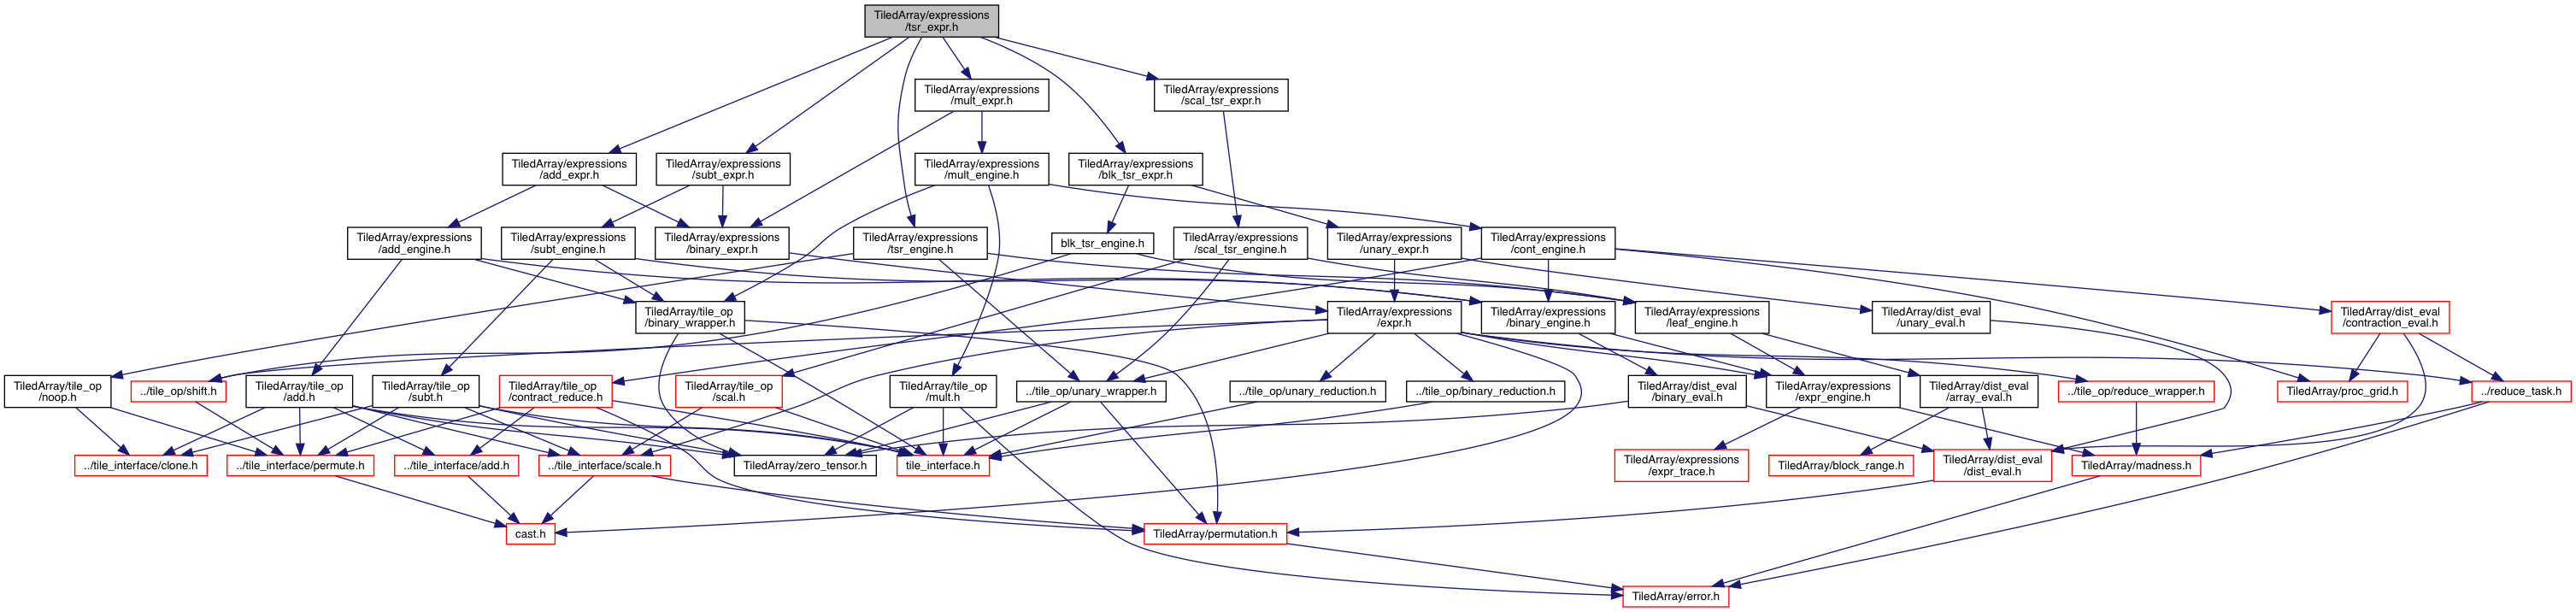 TiledArray/expressions
/tsr_expr.h
TiledArray/expressions
/mult_expr.h
TiledArray/expressions
/scal_tsr_expr.h
TiledArray/expressions
/add_expr.h
TiledArray/expressions
/subt_expr.h
TiledArray/expressions
/mult_engine.h
TiledArray/expressions
/blk_tsr_expr.h
TiledArray/expressions
/add_engine.h
TiledArray/expressions
/subt_engine.h
TiledArray/expressions
/binary_expr.h
TiledArray/expressions
/tsr_engine.h
blk_tsr_engine.h
TiledArray/expressions
/scal_tsr_engine.h
TiledArray/expressions
/unary_expr.h
TiledArray/expressions
/cont_engine.h
TiledArray/tile_op
/binary_wrapper.h
TiledArray/expressions
/expr.h
TiledArray/expressions
/binary_engine.h
TiledArray/expressions
/leaf_engine.h
TiledArray/dist_eval
/unary_eval.h
TiledArray/dist_eval
/contraction_eval.h
TiledArray/tile_op
/noop.h
../tile_op/shift.h
TiledArray/tile_op
/add.h
TiledArray/tile_op
/subt.h
TiledArray/tile_op
/contract_reduce.h
TiledArray/tile_op
/scal.h
TiledArray/tile_op
/mult.h
../tile_op/unary_wrapper.h
../tile_op/unary_reduction.h
../tile_op/binary_reduction.h
TiledArray/dist_eval
/binary_eval.h
TiledArray/expressions
/expr_engine.h
TiledArray/dist_eval
/array_eval.h
../tile_op/reduce_wrapper.h
TiledArray/proc_grid.h
../reduce_task.h
../tile_interface/clone.h
../tile_interface/permute.h
../tile_interface/add.h
../tile_interface/scale.h
TiledArray/zero_tensor.h
tile_interface.h
TiledArray/expressions
/expr_trace.h
TiledArray/block_range.h
TiledArray/dist_eval
/dist_eval.h
TiledArray/madness.h
cast.h
TiledArray/permutation.h
TiledArray/error.h